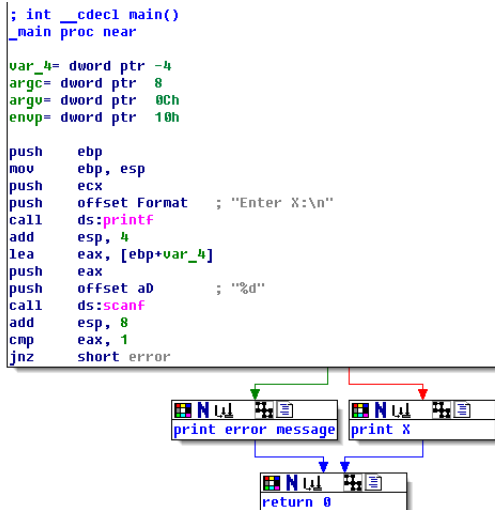 ; int __cdecl main()
_main proc near
var_4= dword ptr -4
argc= dword ptr  8
argv= dword ptr  0Ch
envp= dword ptr  10h
push    ebp
mov     ebp, esp
push    ecx
push    offset Format   ; "Enter X:\n"
call    ds:printf
add     esp, 4
lea     eax, [ebp+var_4]
push    eax
push    offset aD       ; "%d"
call    ds:scanf
add     esp, 8
cmp     eax, 1
jnz     short error
print error message
print X
return 0